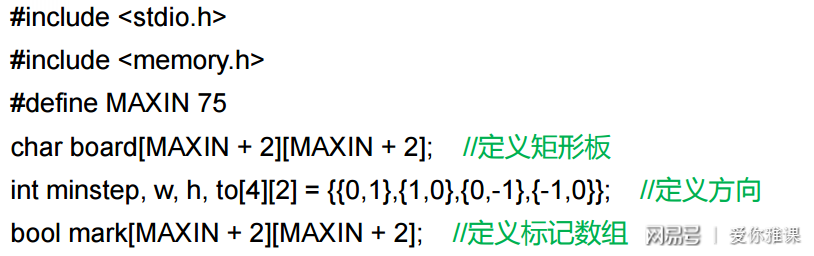 #include <stdio.h>
#include <memory.h>
#define MAXIN 75
char board[MAXIN + 2][MAXIN + 2]; //定义矩形板
int minstep, w, h, to[4][2] = {{0,1},{1,0},{0,-1},{-1,0}}; //定义方向
bool mark[MAXIN + 2][MAXIN + 2]; //定义标记数组 网易号 | 爱你雅课